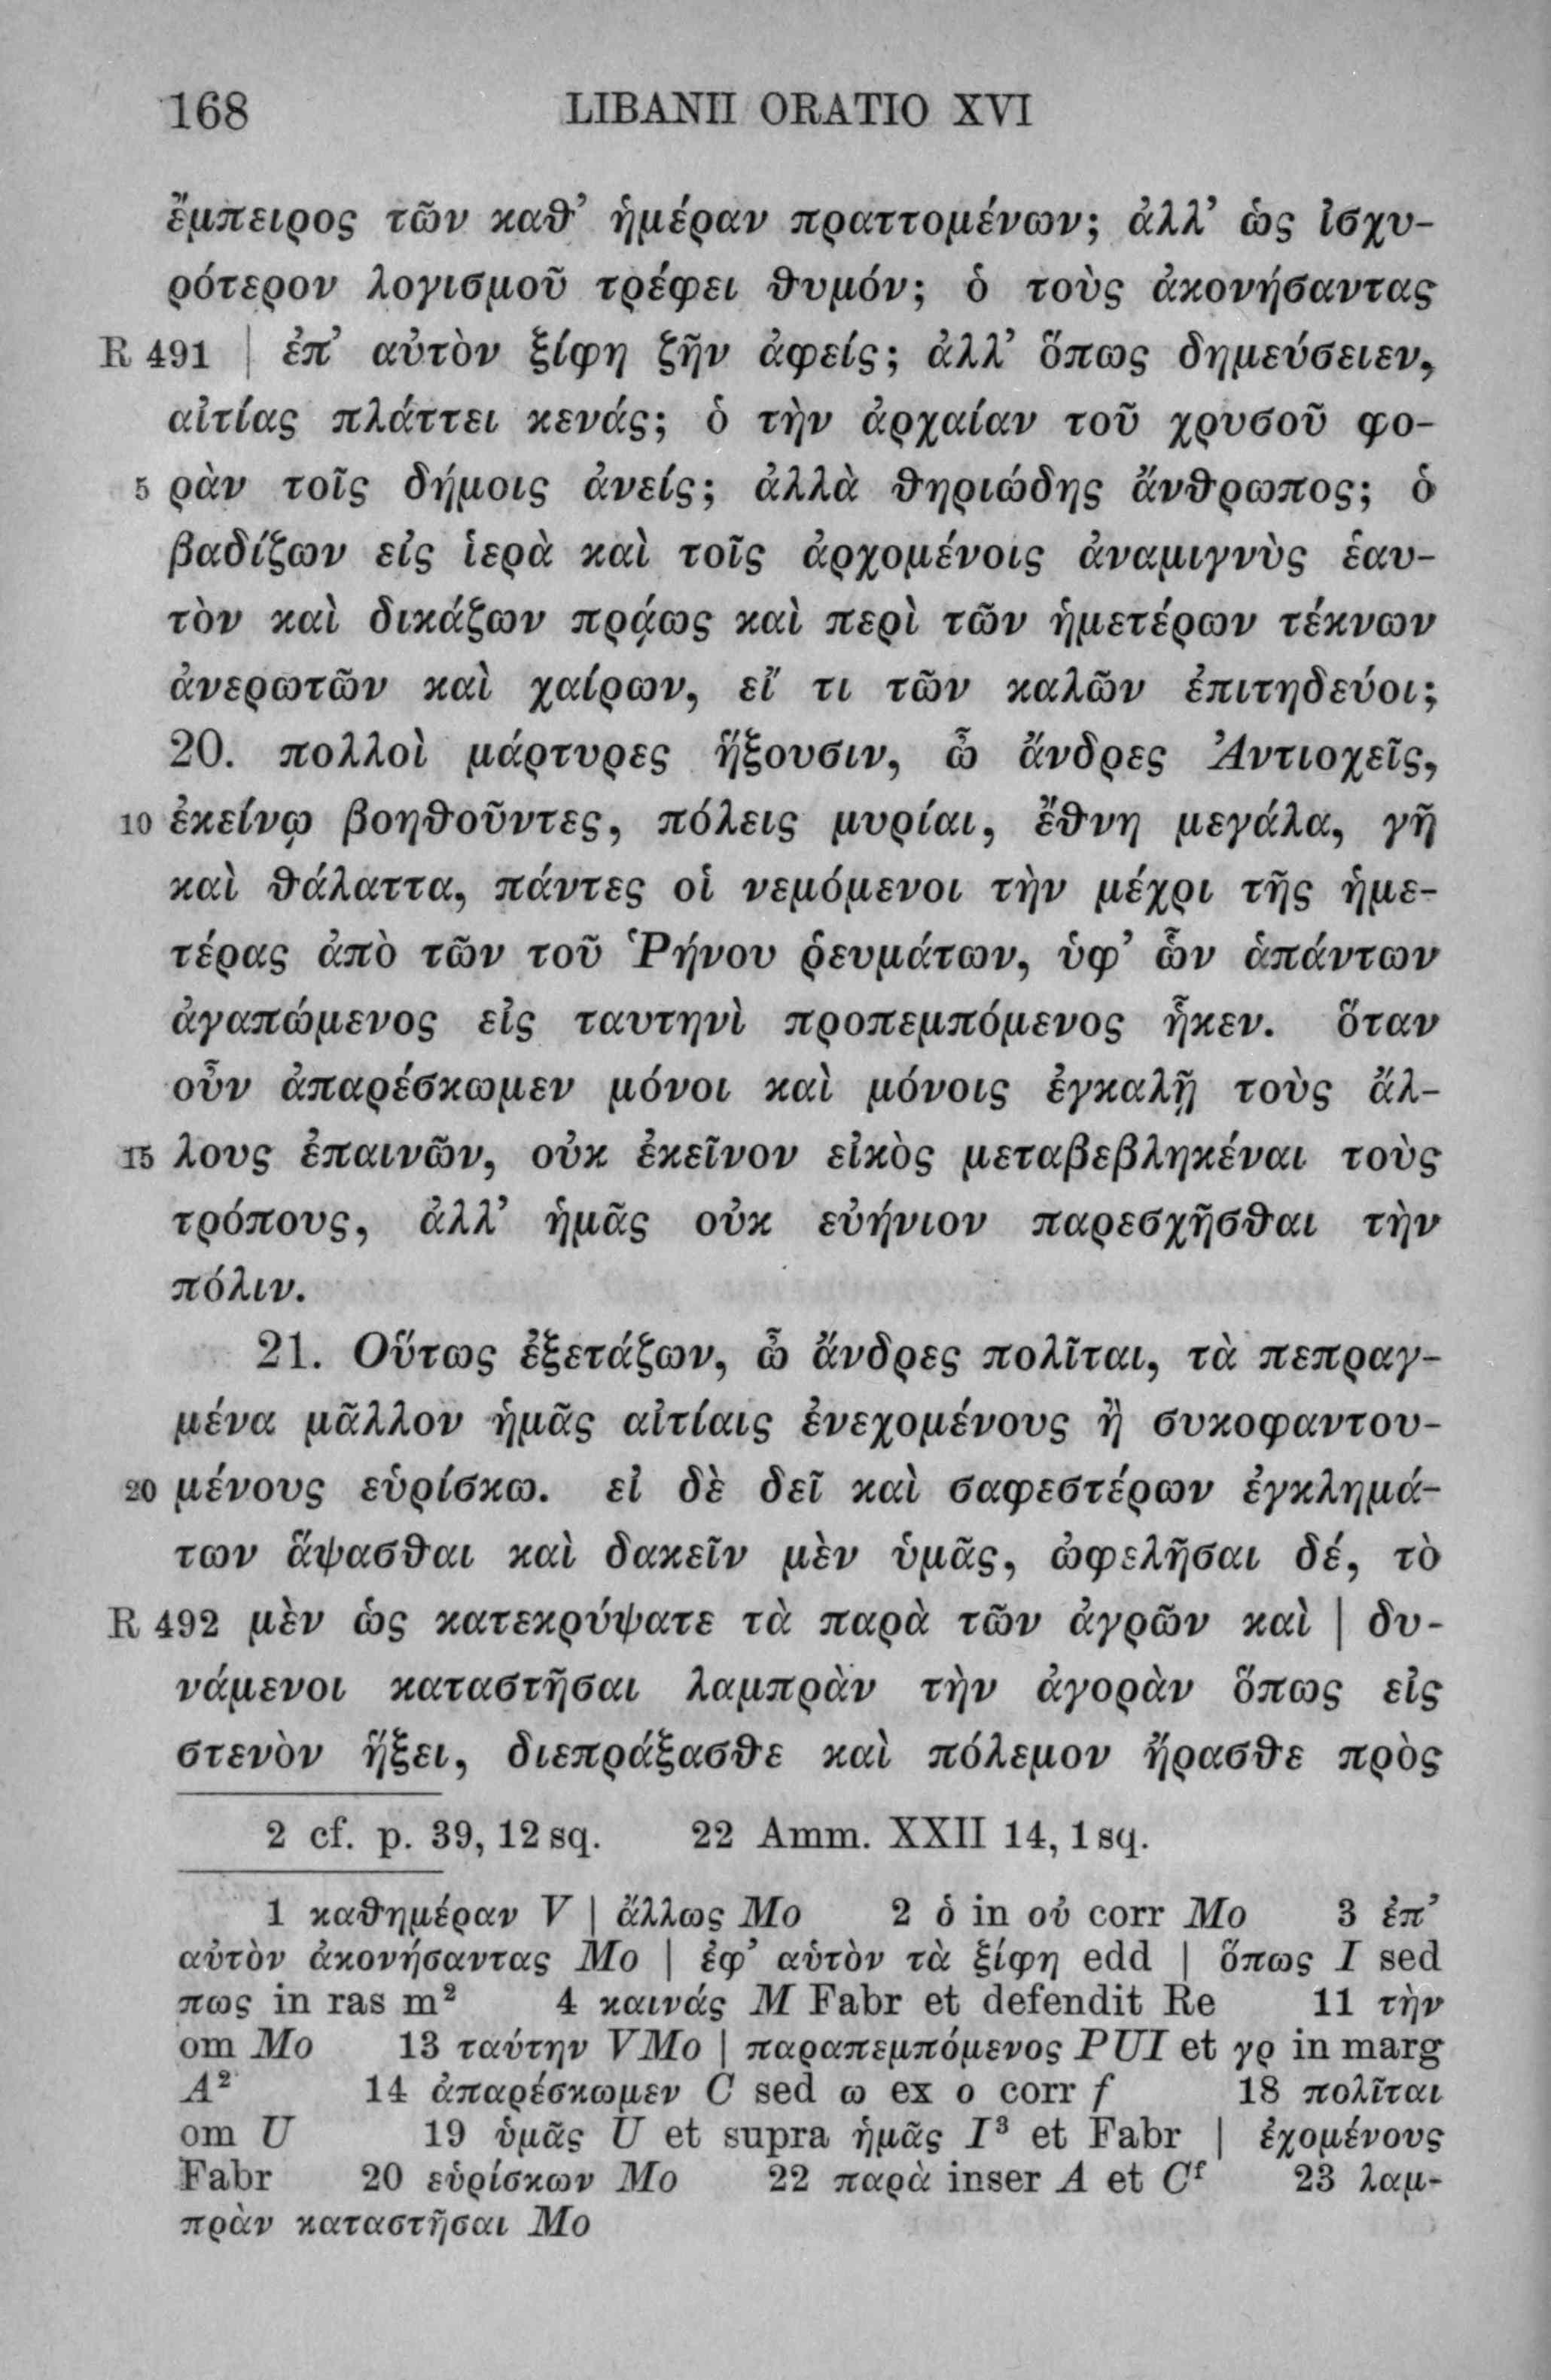 168 LIBANII ORATIO XVI
ἔμπειρος τῶν καθ’ ἡμέραν πραττομένων; ἀλλ’ ὡς ἰσχυ-
ρότερον λογισμοῦ τρέφει θυμόν; ὁ τοὺς ἀκονήσαντας
R 491 | ἐπ’ αὐτὸν ξίφη ζῆν ἀφείς; ἀλλ’ ὅπως δημεύσειεν,
αἰτίας πλάττει κενάς; ὁ τὴν ἀρχαίαν τοῦ χρυσοῦ φο-
5 ρὰν τοῖς δήμοις ἀνείς; ἀλλὰ θηριώδης ἄνθρωπος; ὁ
βαδίζων εἰς ἱερὰ καὶ τοῖς ἀρχομένοις ἀναμιγνὺς ἑαυ-
τὸν καὶ δικάζων πρᾴως καὶ περὶ τῶν ἡμετέρων τέκνων
ἀνερωτῶν καὶ χαίρων, εἴ τι τῶν καλῶν ἐπιτηδεύοι;
20. πολλοὶ μάρτυρες ἥξουσιν, ὦ ἄνδρες Ἀντιοχεῖς,
10 ἐκείνῳ βοηθοῦντες, πόλεις μυρίαι, ἔθνη μεγάλα, γῆ
καὶ θάλαττα, πάντες οἱ νεμόμενοι τὴν μέχρι τῆς ἡμε-
τέρας ἀπὸ τῶν τοῦ Ῥήνου ῥευμάτων, ὑφ’ ὧν ἁπάντων
ἀγαπώμενος εἰς ταυτηνὶ προπεμπόμενος ἧκεν. ὅταν
οὖν ἀπαρέσκωμεν μόνοι καὶ μόνοις ἐγκαλῇ τοὺς ἄλ-
15 λους ἐπαινῶν, οὐκ ἐκεῖνον εἰκὸς μεταβεβληκέναι τοὺς
τρόπους, ἀλλ’ ἡμᾶς οὐκ εὐήνιον παρεσχῆσθαι τὴν
πόλιν.
21. Οὕτως ἐξετάζων, ὦ ἄνδρες πολῖται, τὰ πεπραγ-
μένα μᾶλλον ἡμᾶς αἰτίαις ἐνεχομένους ἢ συκοφαντου-
20 μένους εὑρίσκω. εἰ δὲ δεῖ καὶ σαφεστέρων ἐγκλημά-
των ἅψασθαι καὶ δακεῖν μὲν ὑμᾶς, ὠφελῆσαι δέ, τὸ
R 492 μὲν ὡς κατεκρύψατε τὰ παρὰ τῶν ἀγρῶν καὶ | δυ-
νάμενοι καταστῆσαι λαμπρὰν τὴν ἀγορὰν ὅπως εἰς
στενὸν ἥξει, διεπράξασθε καὶ πόλεμον ἤρασθε πρὸς
2 cf. p. 39, 12 sq. 22 Amm. XXII 14, 1 sq.
1 καθημέραν V | ἄλλως Mo 2 ὁ in οὐ corr Mo 3 ἐπ’
αὐτὸν ἀκονήσαντας Mo | ἐφ’ αὑτὸν τὰ ξίφη edd | ὅπως I sed
πως in ras m² 4 καινάς M Fabr et defendit Re 11 τὴν
om Mo 13 ταύτην VMo | παραπεμπόμενος PUI et γρ in marg
A² 14 ἀπαρέσκωμεν C sed ω ex ο corr f 18 πολῖται
om U 19 ὑμᾶς U et supra ἡμᾶς I³ et Fabr | ἐχομένους
Fabr 20 εὑρίσκων Mo 22 παρὰ inser A et Cᶠ 23 λαμ-
πρὰν καταστῆσαι Mo